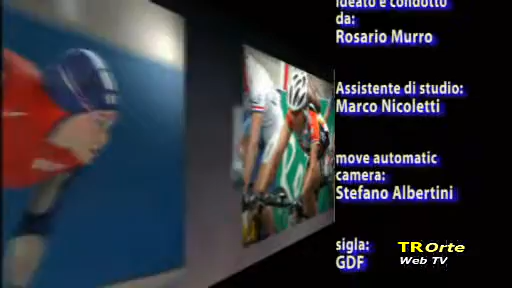 ideato e condotto
da:
Rosario Murro
Assistente di studio:
Marco Nicoletti
move automatic
camera:
Stefano Albertini
sigla:
GDF
TROrte
Web TV